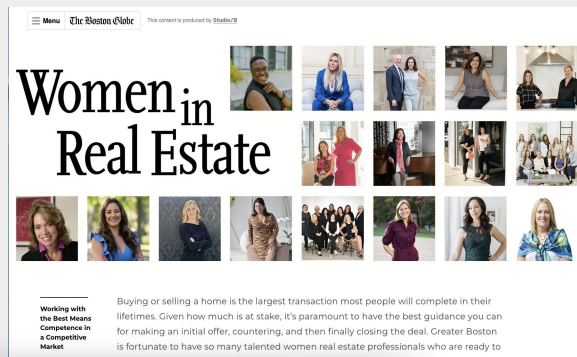 Menu
The Boston Globe
This content is produced by Studio/B
Women in
Real Estate
Working with
the Best Means
Competence in
a Competitive
Market
Buying or selling a home is the largest transaction most people will complete in their
lifetimes. Given how much is at stake, it's paramount to have the best guidance you can
for making an initial offer, countering, and then finally closing the deal. Greater Boston
is fortunate to have so many talented women real estate professionals who are ready to